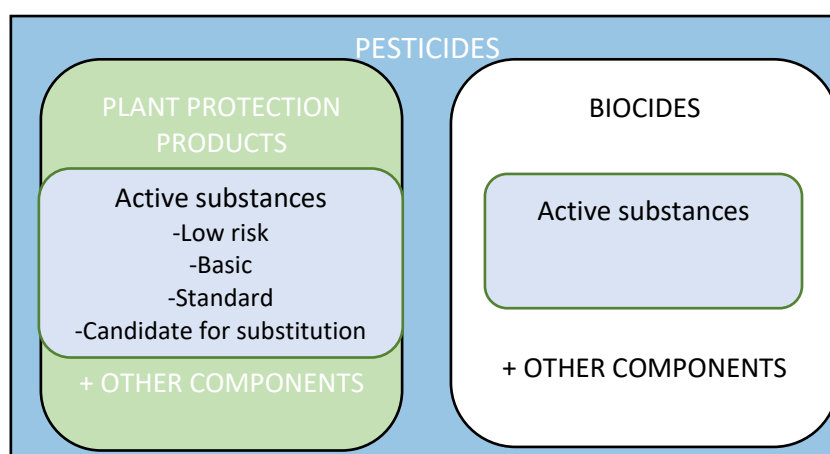 PESTICIDES
PLANT PROTECTION
PRODUCTS
Active substances
-Low risk
-Basic
-Standard
-Candidate for substitution
+ OTHER COMPONENTS
BIOCIDES
Active substances
+ OTHER COMPONENTS